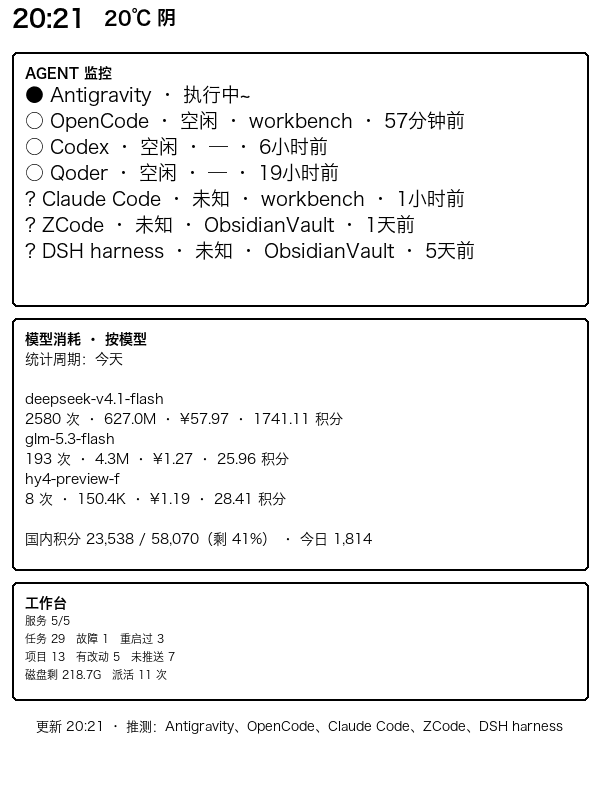 20:21 20℃ 阴
AGENT 监控
● Antigravity · 执行中~
○ OpenCode · 空闲 · workbench · 57分钟前
○ Codex · 空闲 · — · 6小时前
○ Qoder · 空闲 · — · 19小时前
? Claude Code · 未知 · workbench · 1小时前
? ZCode · 未知 · ObsidianVault · 1天前
? DSH harness · 未知 · ObsidianVault · 5天前
模型消耗 · 按模型
统计周期：今天
deepseek-v4.1-flash
2580 次 · 627.0M · ¥57.97 · 1741.11 积分
glm-5.3-flash
193 次 · 4.3M · ¥1.27 · 25.96 积分
hy4-preview-f
8 次 · 150.4K · ¥1.19 · 28.41 积分
国内积分 23,538 / 58,070（剩 41%） · 今日 1,814
工作台
服务 5/5
任务 29 故障 1 重启过 3
项目 13 有改动 5 未推送 7
磁盘剩 218.7G 派活 11 次
更新 20:21 · 推测：Antigravity、OpenCode、Claude Code、ZCode、DSH harness